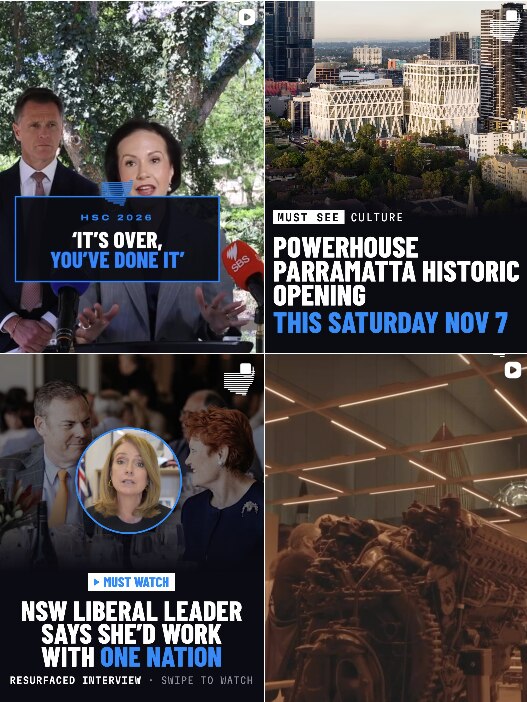 HSC 2026
‘IT’S OVER,
YOU’VE DONE IT’
SBS
MUST SEE CULTURE
POWERHOUSE
PARRAMATTA HISTORIC
OPENING
THIS SATURDAY NOV 7
MUST WATCH
NSW LIBERAL LEADER
SAYS SHE’D WORK
WITH ONE NATION
RESURFACED INTERVIEW · SWIPE TO WATCH